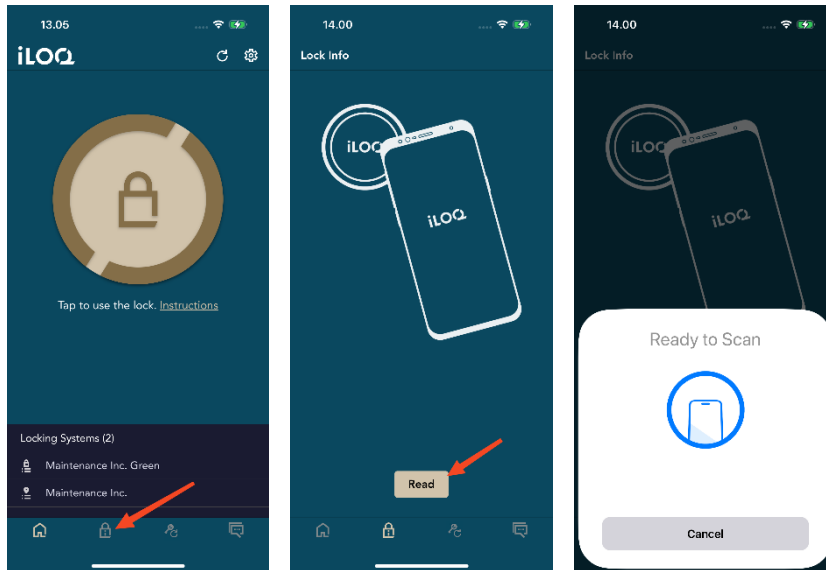 13.05
iLOQ
Tap to use the lock. Instructions
Locking Systems (2)
Maintenance Inc. Green
Maintenance Inc.
14.00
Lock Info
iLOQ
iLOQ
Read
14.00
Lock Info
iLOQ
iLOQ
Ready to Scan
Cancel